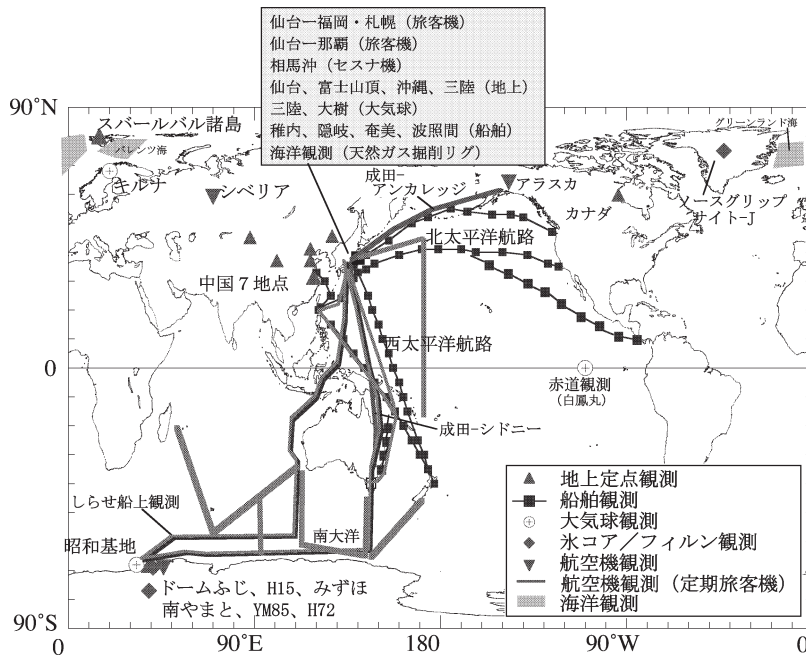 仙台ー福岡・札幌（旅客機）
仙台ー那覇（旅客機）
相馬沖（セスナ機）
仙台、富士山頂、沖縄、三陸（地上）
三陸、大樹（大気球）
稚内、隠岐、奄美、波照間（船舶）
海洋観測（天然ガス掘削リグ）
90°N
スバールバル諸島
バレンツ海
キルナ
シベリア
成田-
アンカレッジ
アラスカ
カナダ
グリーンランド海
ノースグリップ
サイト-J
北太平洋航路
中国７地点
西太平洋航路
0
赤道観測
（白鳳丸）
成田-シドニー
しらせ船上観測
南大洋
昭和基地
ドームふじ、H15、みずほ
南やまと、YM85、H72
地上定点観測
船舶観測
大気球観測
氷コア／フィルン観測
航空機観測
航空機観測（定期旅客機）
海洋観測
90°S
0
90°E
180
90°W
0